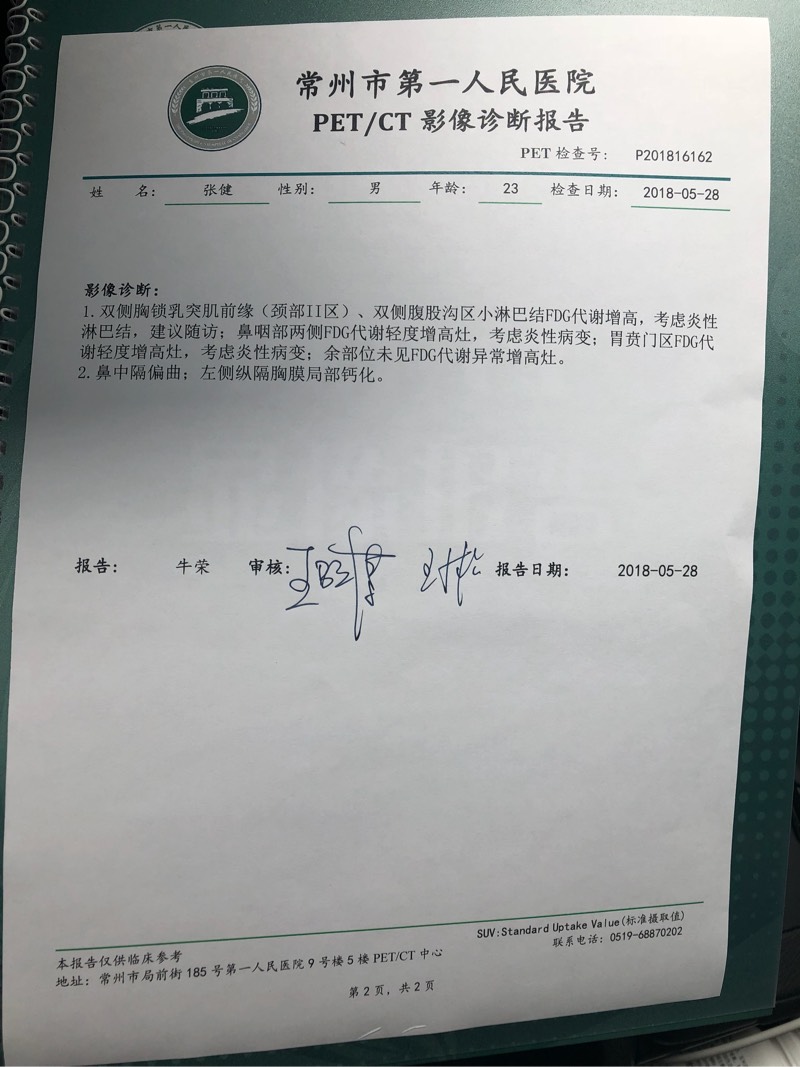 常州市第一人民医院
PET/CT 影像诊断报告
PET 检查号： P201816162
姓 名： 张健 性别： 男 年龄： 23 检查日期： 2018-05-28
影像诊断：
1. 双侧胸锁乳突肌前缘（颈部II区）、双侧腹股沟区小淋巴结FDG代谢增高，考虑炎性
淋巴结，建议随访；鼻咽部两侧FDG代谢轻度增高灶，考虑炎性病变；胃贲门区FDG代
谢轻度增高灶，考虑炎性病变；余部位未见FDG代谢异常增高灶。
2. 鼻中隔偏曲；左侧纵隔胸膜局部钙化。
报告： 牛荣 审核： 报告日期： 2018-05-28
SUV:Standard Uptake Value(标准摄取值)
联系电话：0519-68870202
本报告仅供临床参考
地址：常州市局前街 185 号第一人民医院 9 号楼 5 楼 PET/CT 中心
第 2 页，共 2 页